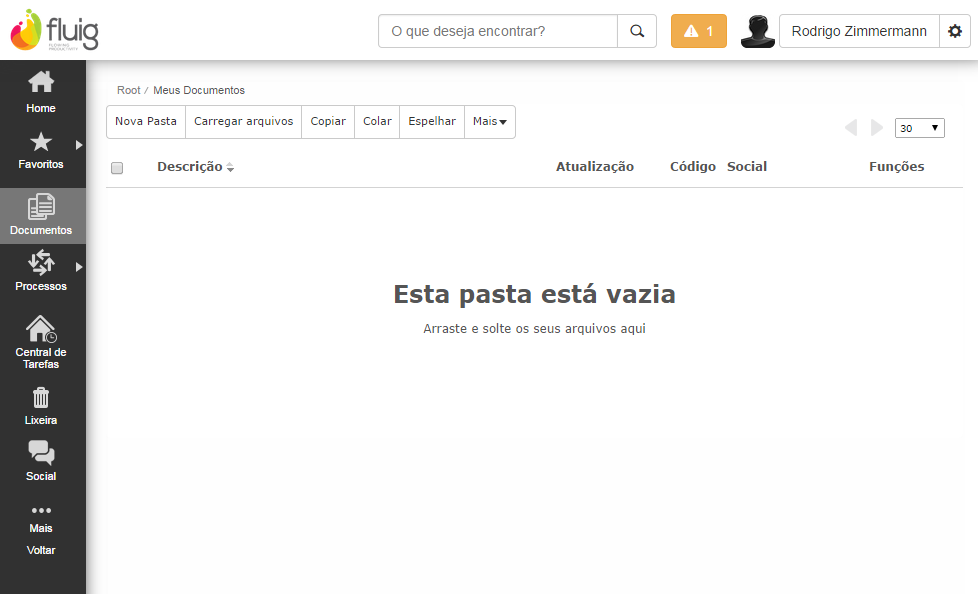 fluig
O que deseja encontrar?
1
Rodrigo Zimmermann
Home
Favoritos
Documentos
Processos
Central de
Tarefas
Lixeira
Social
Mais
Voltar
Root / Meus Documentos
Nova Pasta Carregar arquivos Copiar Colar Espelhar Mais
30
Descrição Atualização Código Social Funções
Esta pasta está vazia
Arraste e solte os seus arquivos aqui